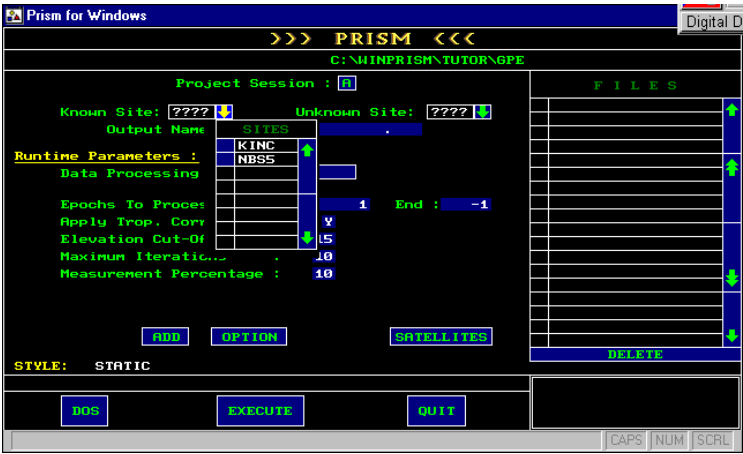 Prism for Windows
Digital D
>>> PRISM <<<
C:\WINPRISM\TUTOR\GPE
Project Session : A
FILES
Known Site: ???? Unknown Site: ????
Output Name .
SITES
KINC
NBS5
Runtime Parameters :
Data Processing
Epochs To Proces 1 End : -1
Apply Trop. Corr Y
Elevation Cut-Of 15
Maximum Iterations : 10
Measurement Percentage : 10
ADD OPTION SATELLITES
DELETE
STYLE: STATIC
DOS EXECUTE QUIT
CAPS NUM SCRL